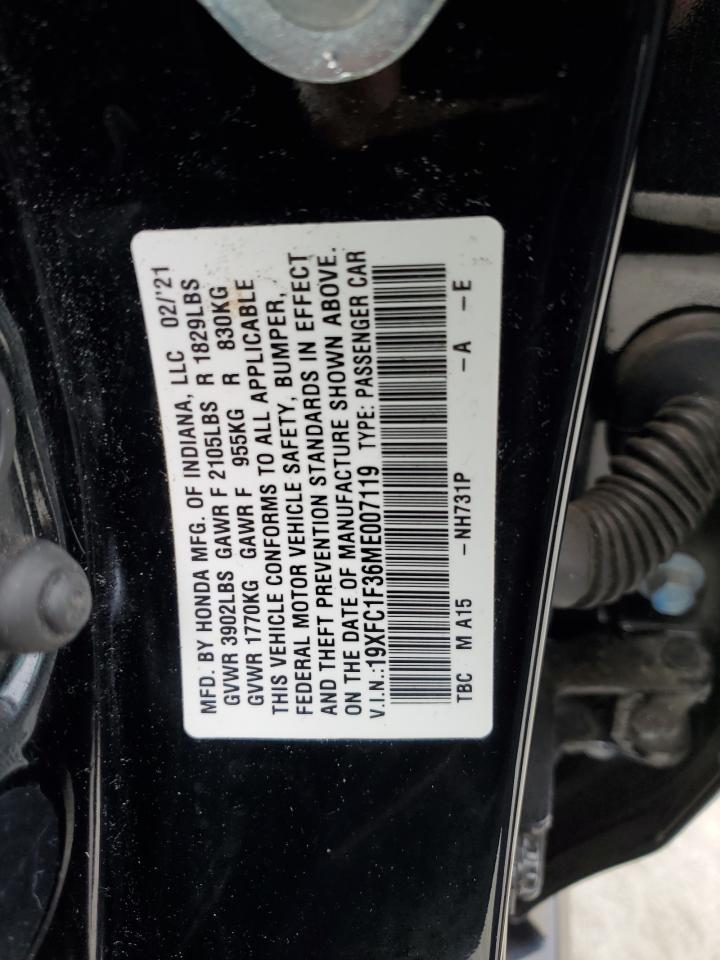 MFD. BY HONDA MFG. OF INDIANA, LLC 02/'21
GVWR 3902LBS GAWR F 2105LBS R 1829LBS
GVWR 1770KG GAWR F 955KG R 830KG
THIS VEHICLE CONFORMS TO ALL APPLICABLE
FEDERAL MOTOR VEHICLE SAFETY, BUMPER,
AND THEFT PREVENTION STANDARDS IN EFFECT
ON THE DATE OF MANUFACTURE SHOWN ABOVE.
V.I.N.:19XFC1F36ME007119 TYPE: PASSENGER CAR
TBC M A15 -NH731P -A -E